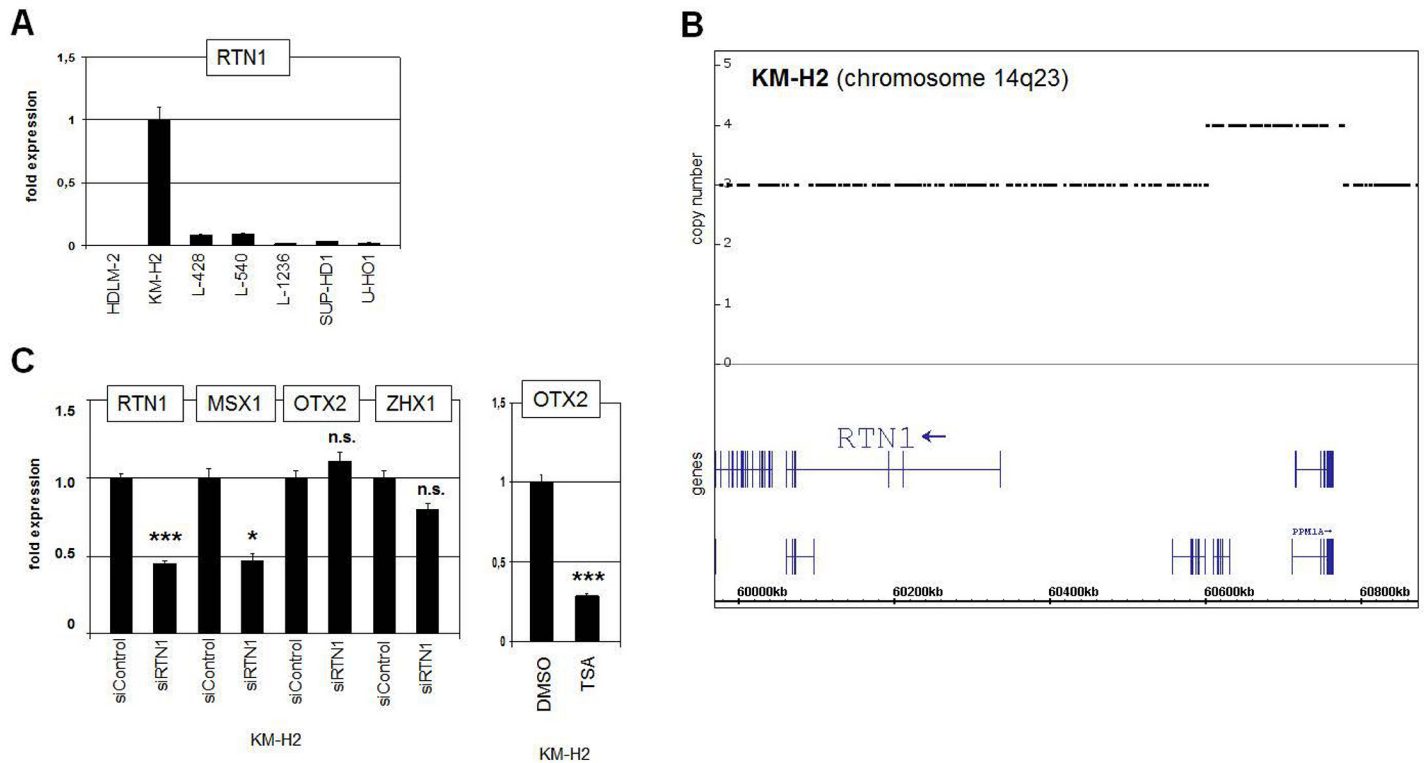 A
RTN1
1,5
1
0,5
0
fold expression
HDLM-2
KM-H2
L-428
L-540
L-1236
SUP-HD1
U-HO1
B
KM-H2 (chromosome 14q23)
5
4
3
2
1
0
copy number
genes
RTN1←
PPM1A→
60000kb 60200kb 60400kb 60600kb 60800kb
C
RTN1 MSX1 OTX2 ZHX1
1.5
1.0
0.5
0
fold expression
*** * n.s. n.s.
siControl
siRTN1
siControl
siRTN1
siControl
siRTN1
siControl
siRTN1
KM-H2
OTX2
1,5
1
0,5
0
***
DMSO
TSA
KM-H2